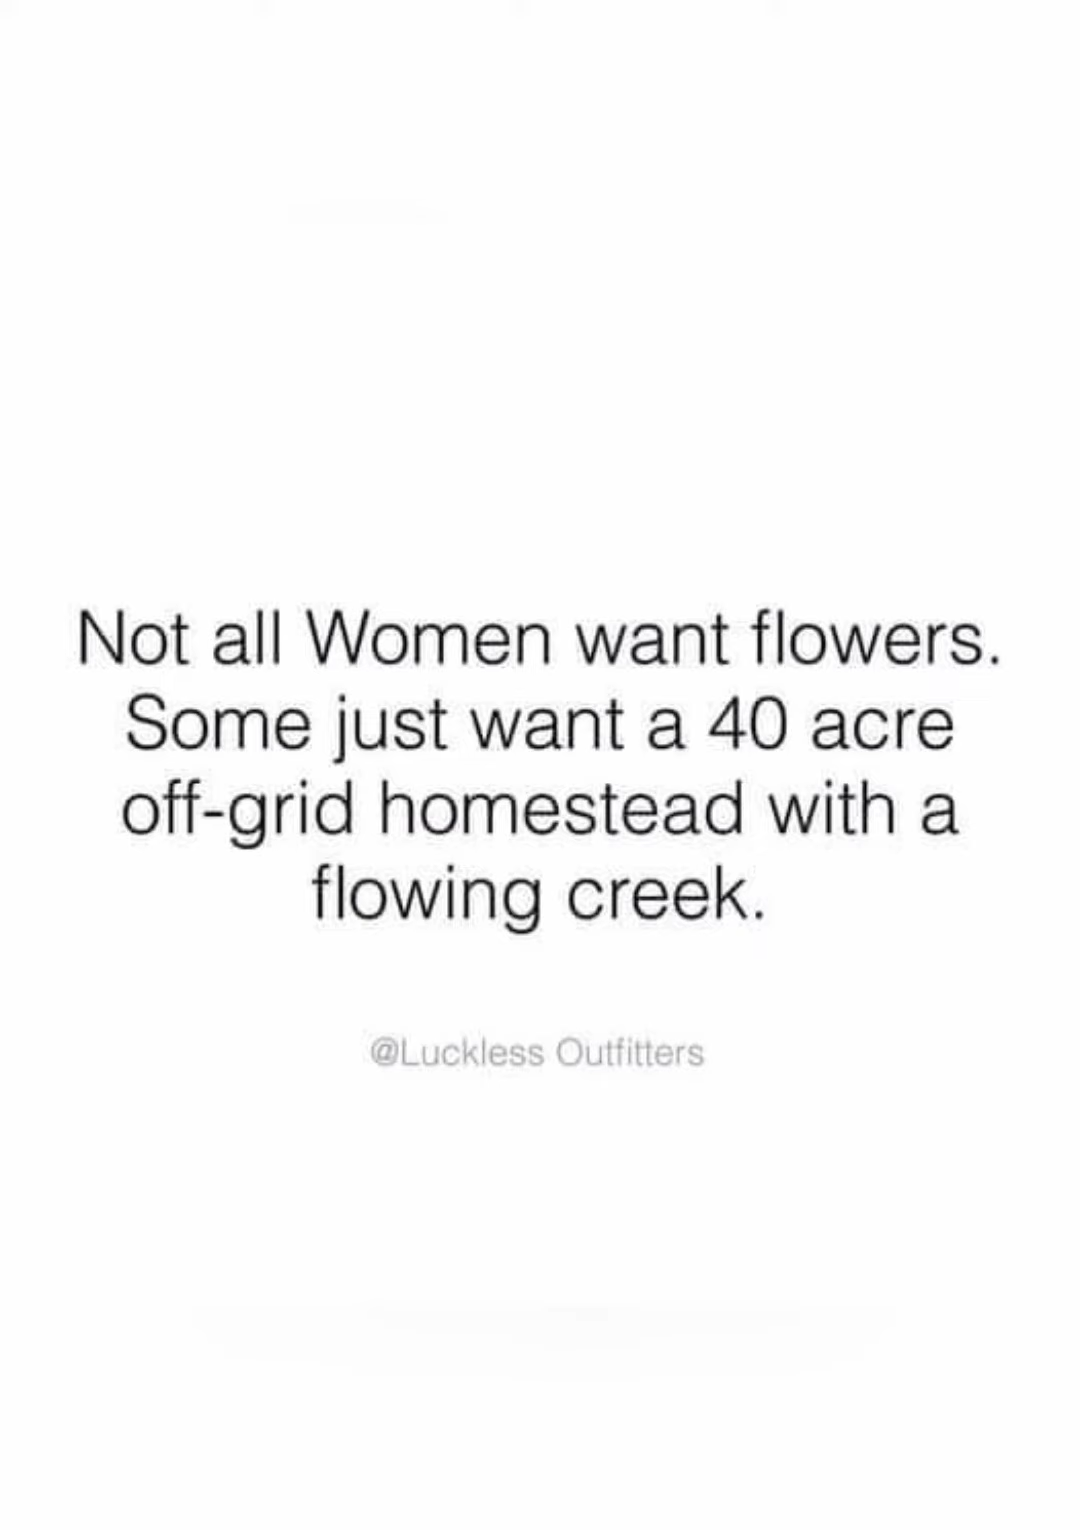 Not all Women want flowers.
Some just want a 40 acre
off-grid homestead with a
flowing creek.
@Luckless Outfitters